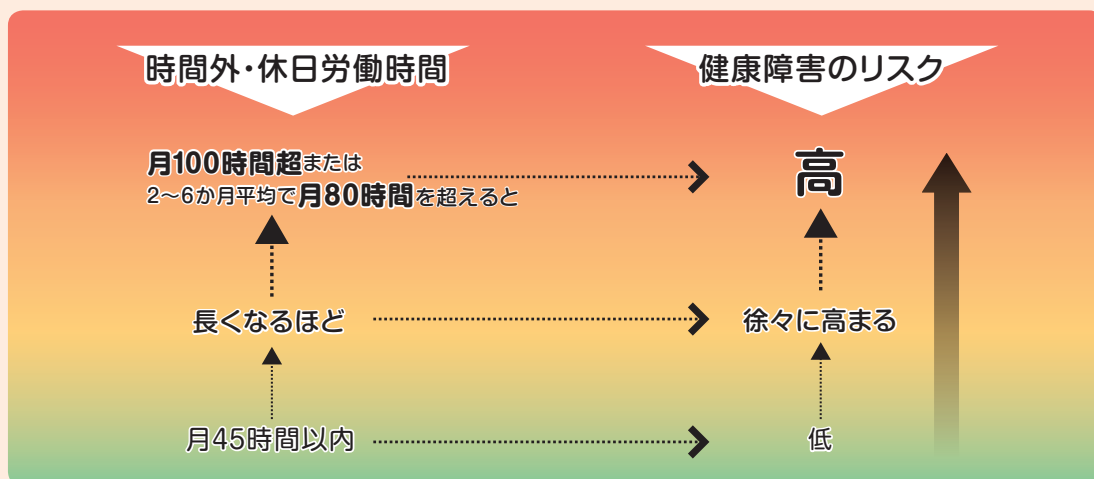 時間外・休日労働時間
健康障害のリスク
月100時間超または
2〜6か月平均で月80時間を超えると
高
長くなるほど
徐々に高まる
月45時間以内
低